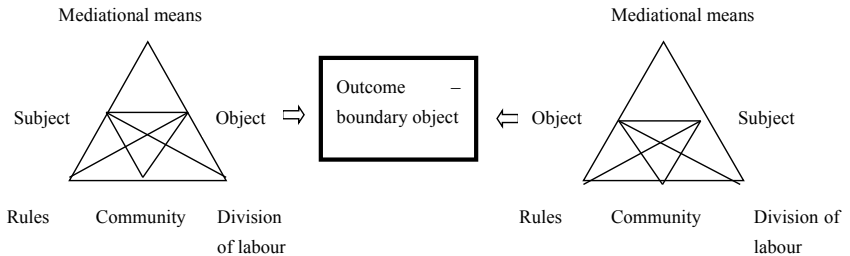 Mediational means
Mediational means
Outcome –
boundary object
Subject
Object
Object
Subject
Rules
Community
Division
of labour
Rules
Community
Division of
labour